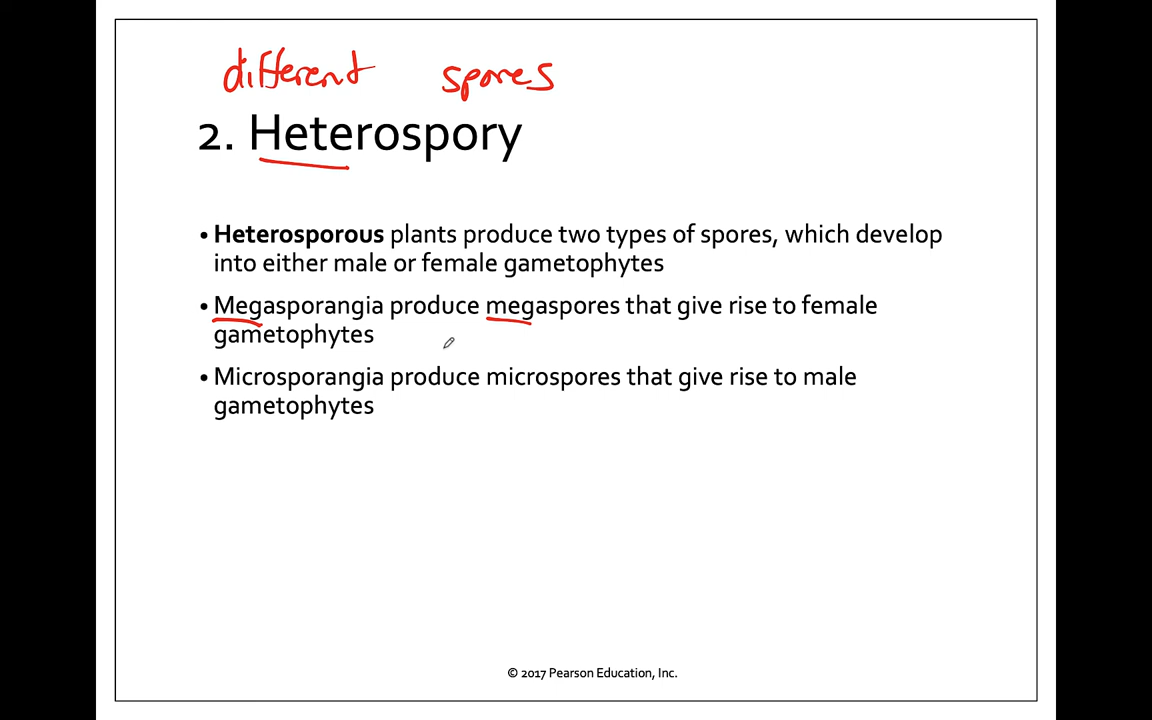 different spores
2. Heterospory
• Heterosporous plants produce two types of spores, which develop
into either male or female gametophytes
• Megasporangia produce megaspores that give rise to female
gametophytes
• Microsporangia produce microspores that give rise to male
gametophytes
© 2017 Pearson Education, Inc.